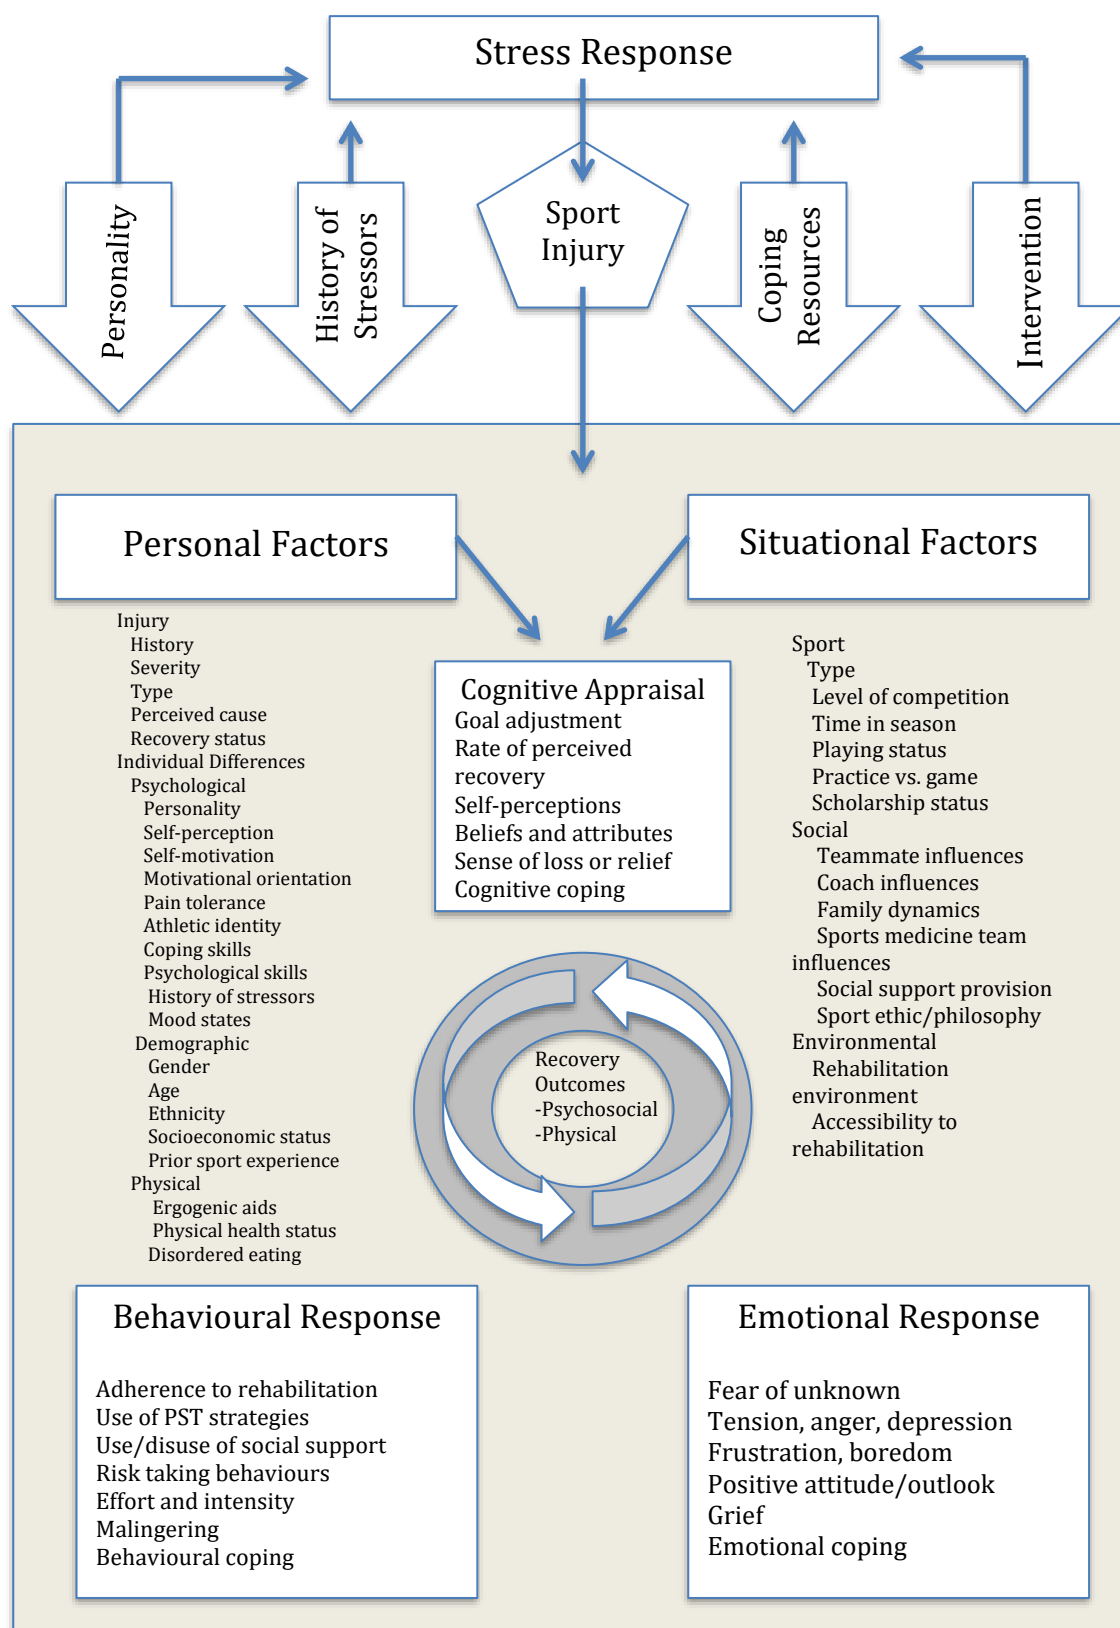 Stress Response
Personality
History of
Stressors
Sport
Injury
Coping
Resources
Intervention
Personal Factors
Situational Factors
Injury
History
Severity
Type
Perceived cause
Recovery status
Individual Differences
Psychological
Personality
Self-perception
Self-motivation
Motivational orientation
Pain tolerance
Athletic identity
Coping skills
Psychological skills
History of stressors
Mood states
Demographic
Gender
Age
Ethnicity
Socioeconomic status
Prior sport experience
Physical
Ergogenic aids
Physical health status
Disordered eating
Cognitive Appraisal
Goal adjustment
Rate of perceived
recovery
Self-perceptions
Beliefs and attributes
Sense of loss or relief
Cognitive coping
Sport
Type
Level of competition
Time in season
Playing status
Practice vs. game
Scholarship status
Social
Teammate influences
Coach influences
Family dynamics
Sports medicine team
influences
Social support provision
Sport ethic/philosophy
Environmental
Rehabilitation
environment
Accessibility to
rehabilitation
Recovery
Outcomes
-Psychosocial
-Physical
Behavioural Response
Adherence to rehabilitation
Use of PST strategies
Use/disuse of social support
Risk taking behaviours
Effort and intensity
Malingering
Behavioural coping
Emotional Response
Fear of unknown
Tension, anger, depression
Frustration, boredom
Positive attitude/outlook
Grief
Emotional coping